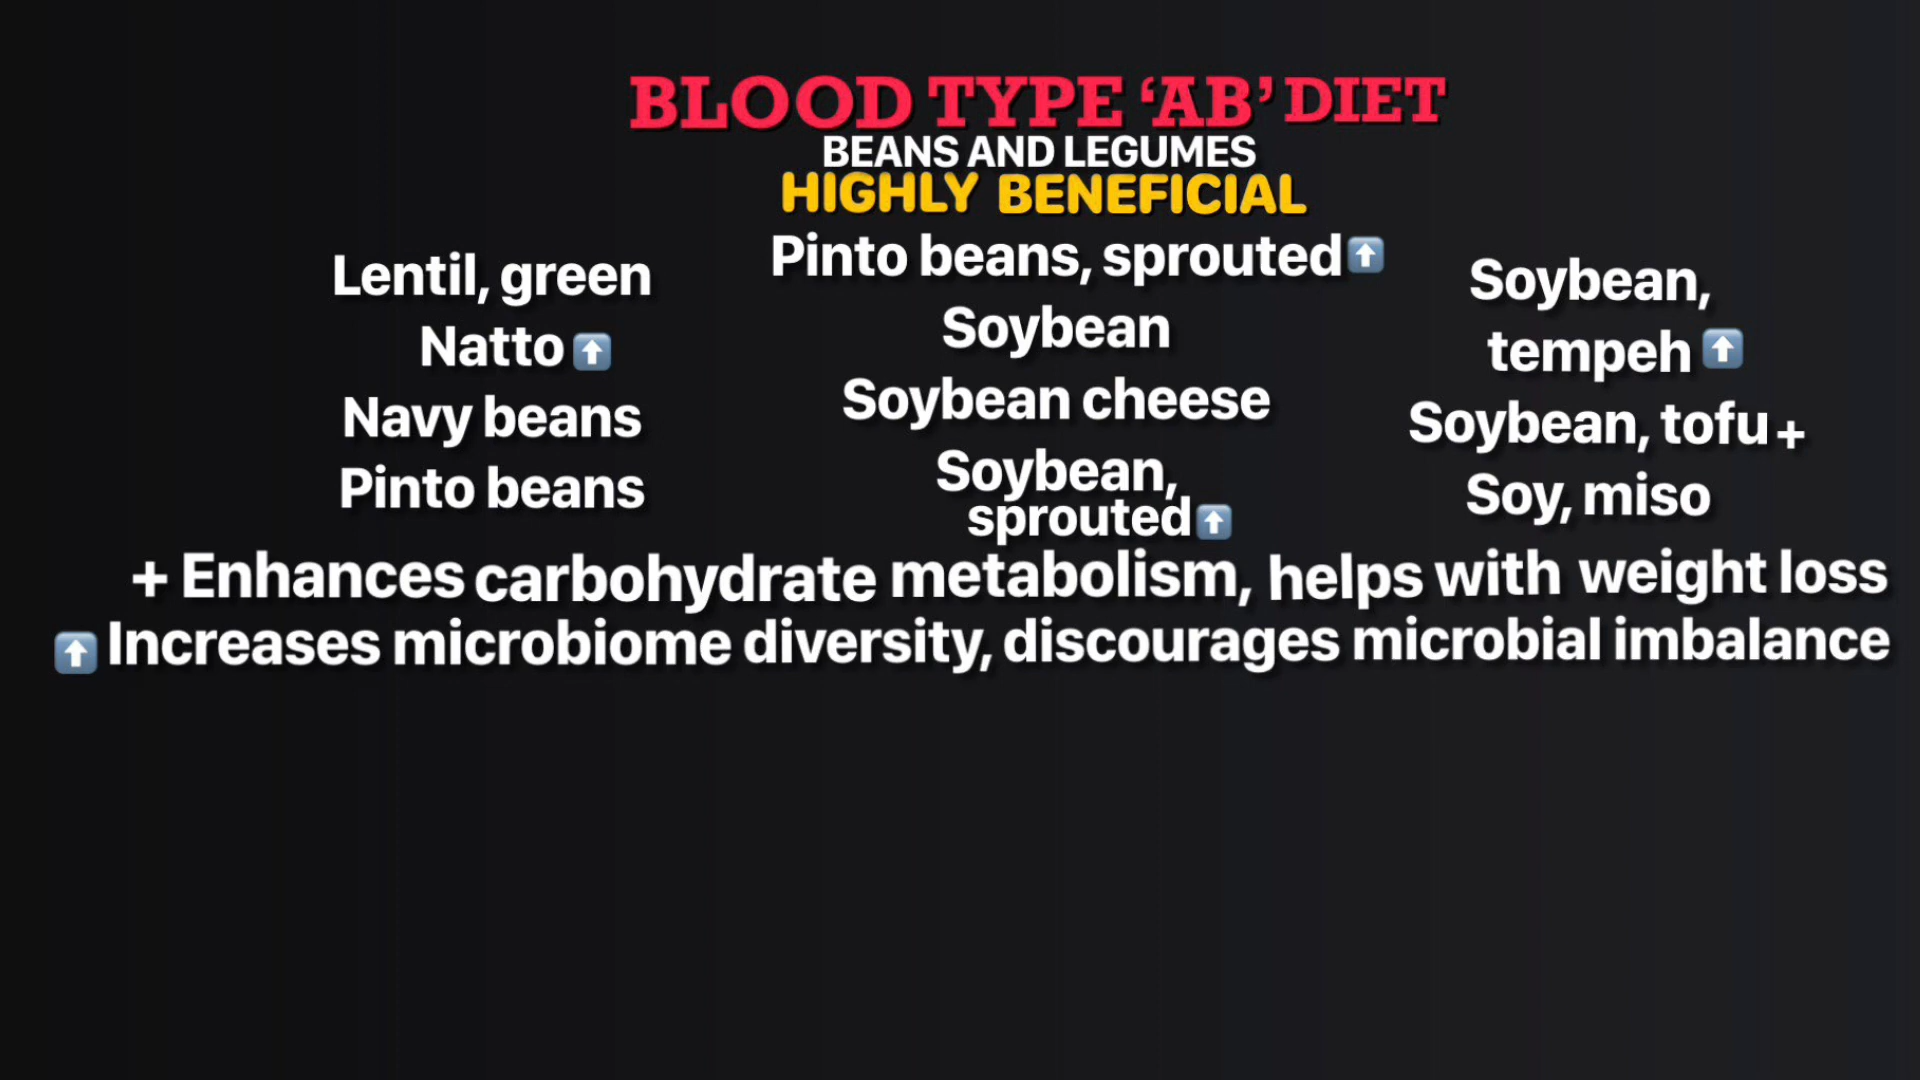 BLOOD TYPE ‘AB’ DIET
BEANS AND LEGUMES
HIGHLY BENEFICIAL
Lentil, green
Natto ⬆️
Navy beans
Pinto beans
Pinto beans, sprouted ⬆️
Soybean
Soybean cheese
Soybean,
sprouted ⬆️
Soybean,
tempeh ⬆️
Soybean, tofu +
Soy, miso
+ Enhances carbohydrate metabolism, helps with weight loss
⬆️ Increases microbiome diversity, discourages microbial imbalance